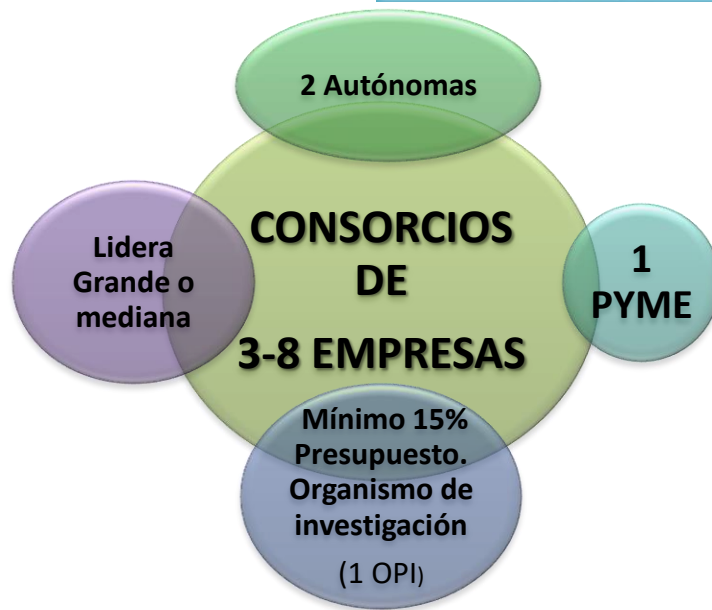 2 Autónomas
CONSORCIOS
DE
3-8 EMPRESAS
Lidera
Grande o
mediana
1
PYME
Mínimo 15%
Presupuesto.
Organismo de
investigación
(1 OPI)